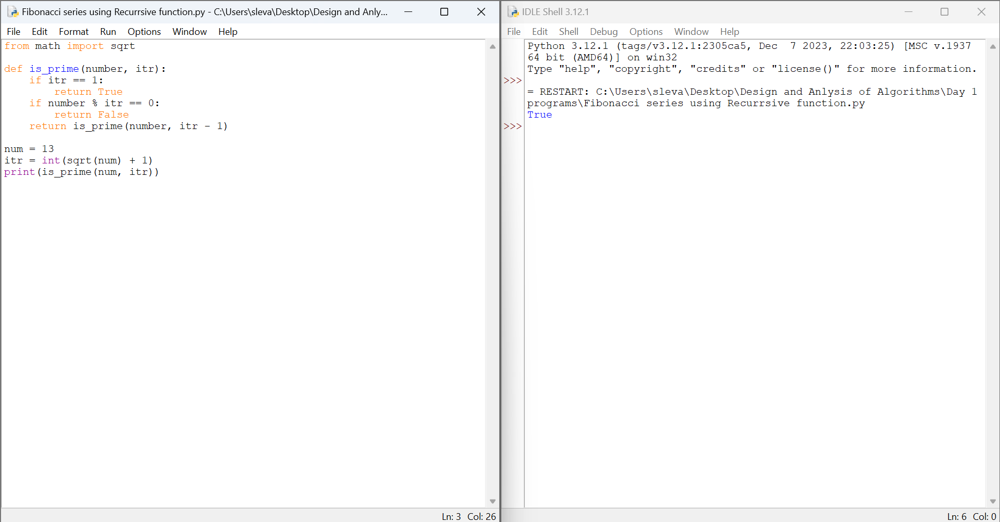 Fibonacci series using Recurrsive function.py - C:\Users\sleva\Desktop\Design and Anly...
File Edit Format Run Options Window Help
from math import sqrt

def is_prime(number, itr):
    if itr == 1:
        return True
    if number % itr == 0:
        return False
    return is_prime(number, itr - 1)

num = 13
itr = int(sqrt(num) + 1)
print(is_prime(num, itr))
Ln: 3 Col: 26
IDLE Shell 3.12.1
File Edit Shell Debug Options Window Help
Python 3.12.1 (tags/v3.12.1:2305ca5, Dec  7 2023, 22:03:25) [MSC v.1937
64 bit (AMD64)] on win32
Type "help", "copyright", "credits" or "license()" for more information.
>>>
= RESTART: C:\Users\sleva\Desktop\Design and Anlysis of Algorithms\Day 1
programs\Fibonacci series using Recurrsive function.py
True
>>>
Ln: 6 Col: 0